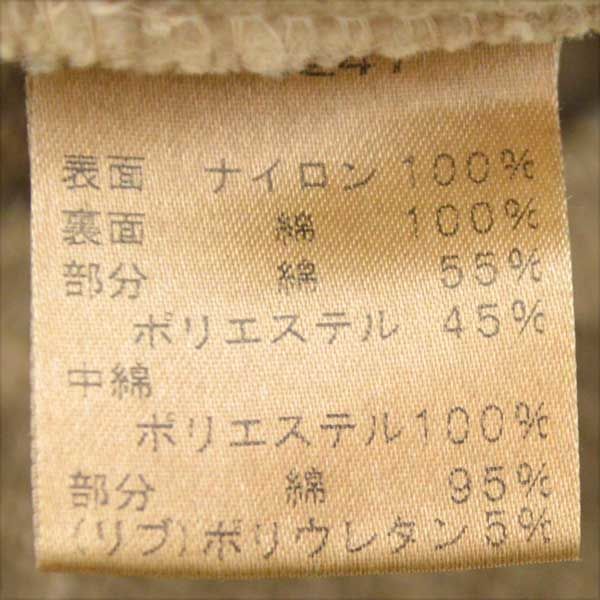 表面 ナイロン 100%
裏面 綿 100%
部分 綿 55%
ポリエステル 45%
中綿
ポリエステル100%
部分 綿 95%
(リブ)ポリウレタン 5%